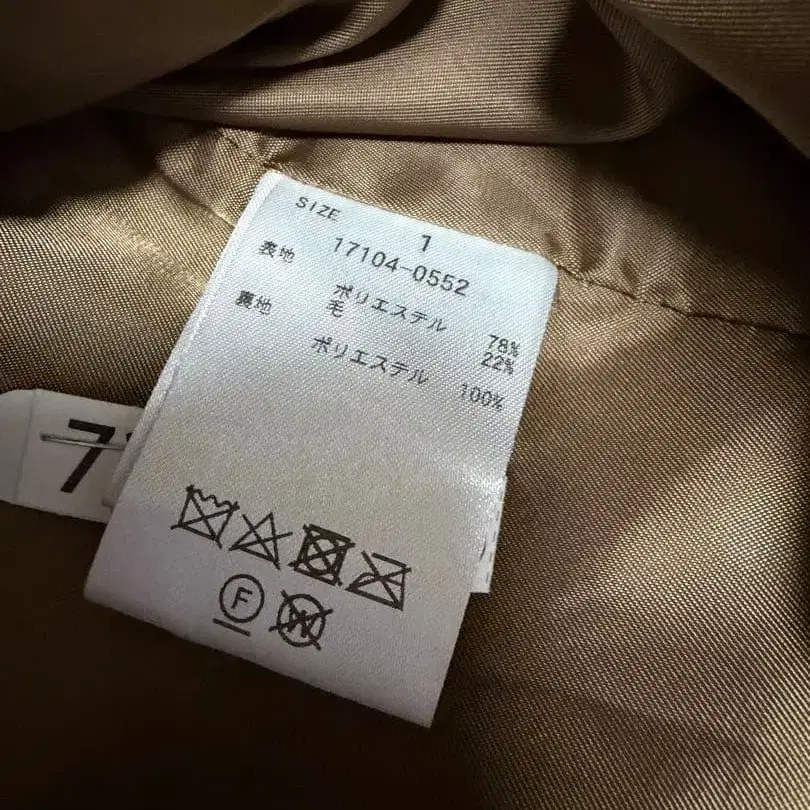 SIZE 1
17104-0552
表地 ポリエステル 78%
毛 22%
裏地 ポリエステル 100%
F
W
7